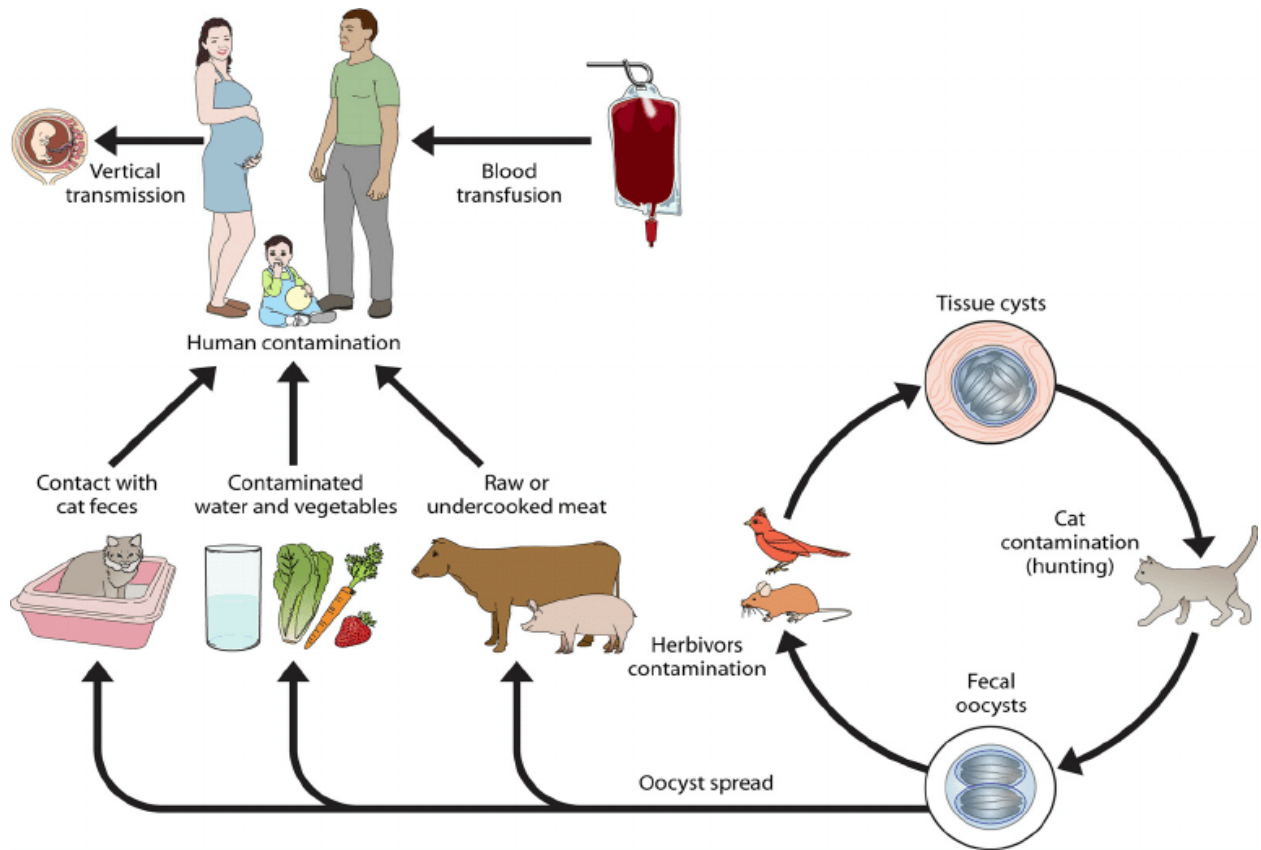 Vertical
transmission
Blood
transfusion
Human contamination
Contact with
cat feces
Contaminated
water and vegetables
Raw or
undercooked meat
Tissue cysts
Cat
contamination
(hunting)
Herbivors
contamination
Fecal
oocysts
Oocyst spread